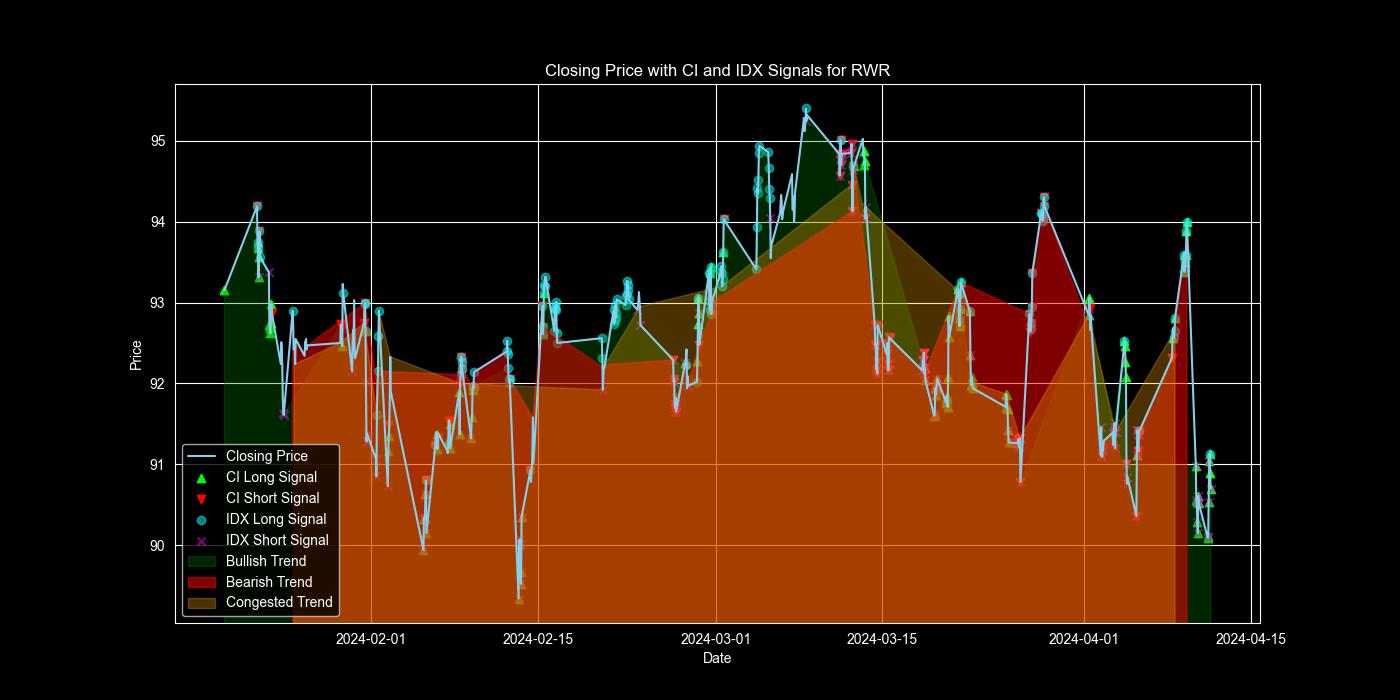 Closing Price with CI and IDX Signals for RWR
95
94
93
92
91
90
Price
Closing Price
CI Long Signal
CI Short Signal
IDX Long Signal
IDX Short Signal
Bullish Trend
Bearish Trend
Congested Trend
2024-02-01 2024-02-15 2024-03-01 2024-03-15 2024-04-01 2024-04-15
Date